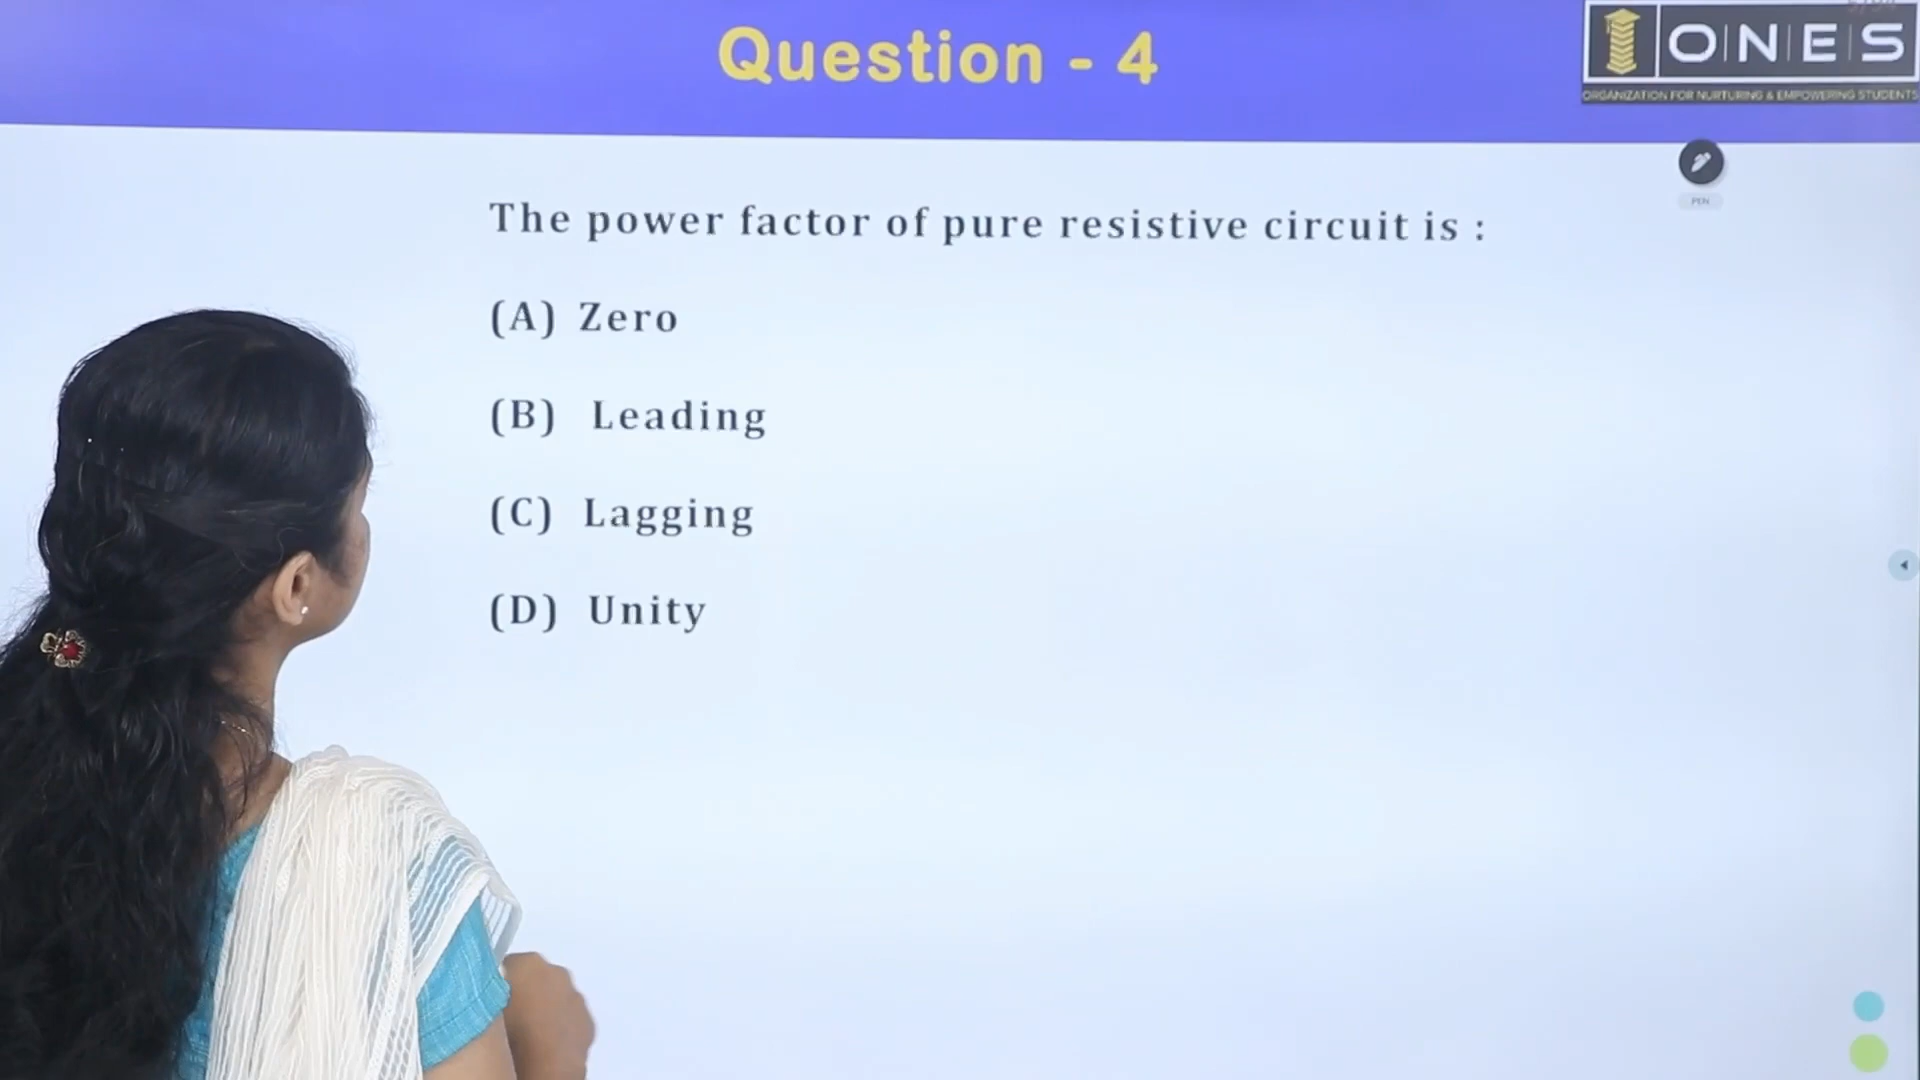 Question - 4
ONES
ORGANIZATION FOR NURTURING & EMPOWERING STUDENTS
PEN
The power factor of pure resistive circuit is :
(A) Zero
(B) Leading
(C) Lagging
(D) Unity